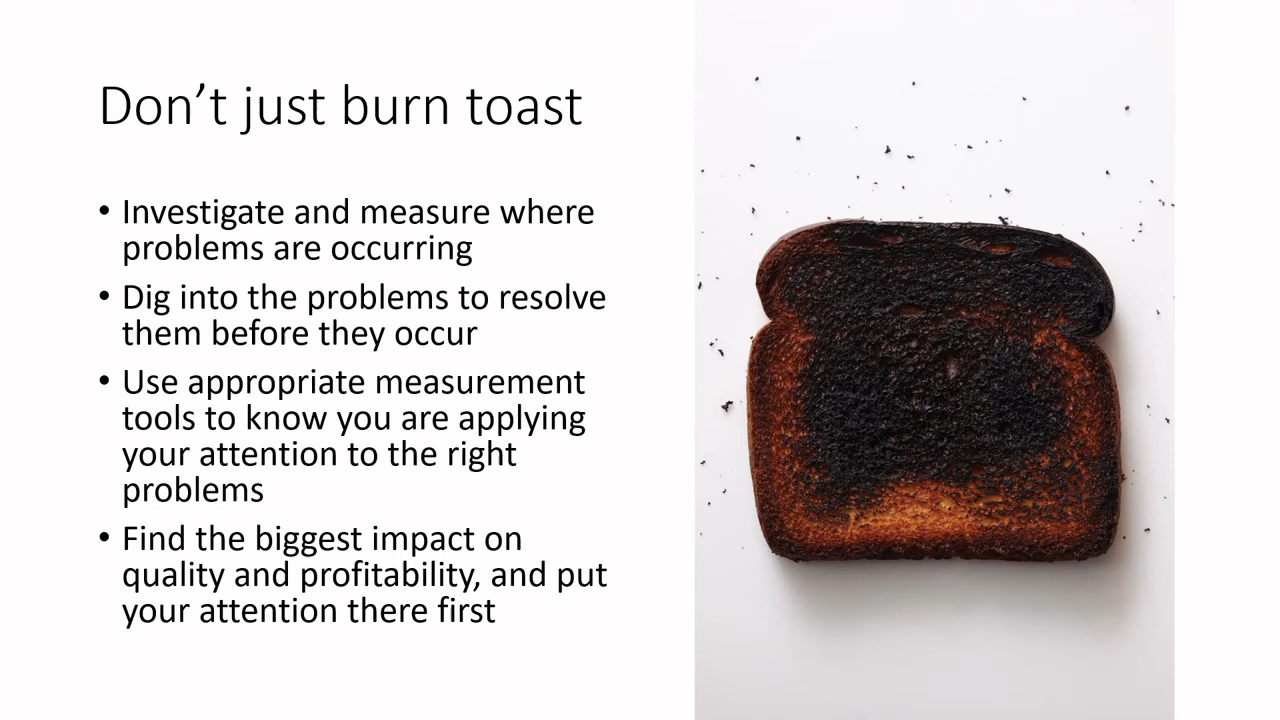 Don’t just burn toast
• Investigate and measure where
problems are occurring
• Dig into the problems to resolve
them before they occur
• Use appropriate measurement
tools to know you are applying
your attention to the right
problems
• Find the biggest impact on
quality and profitability, and put
your attention there first